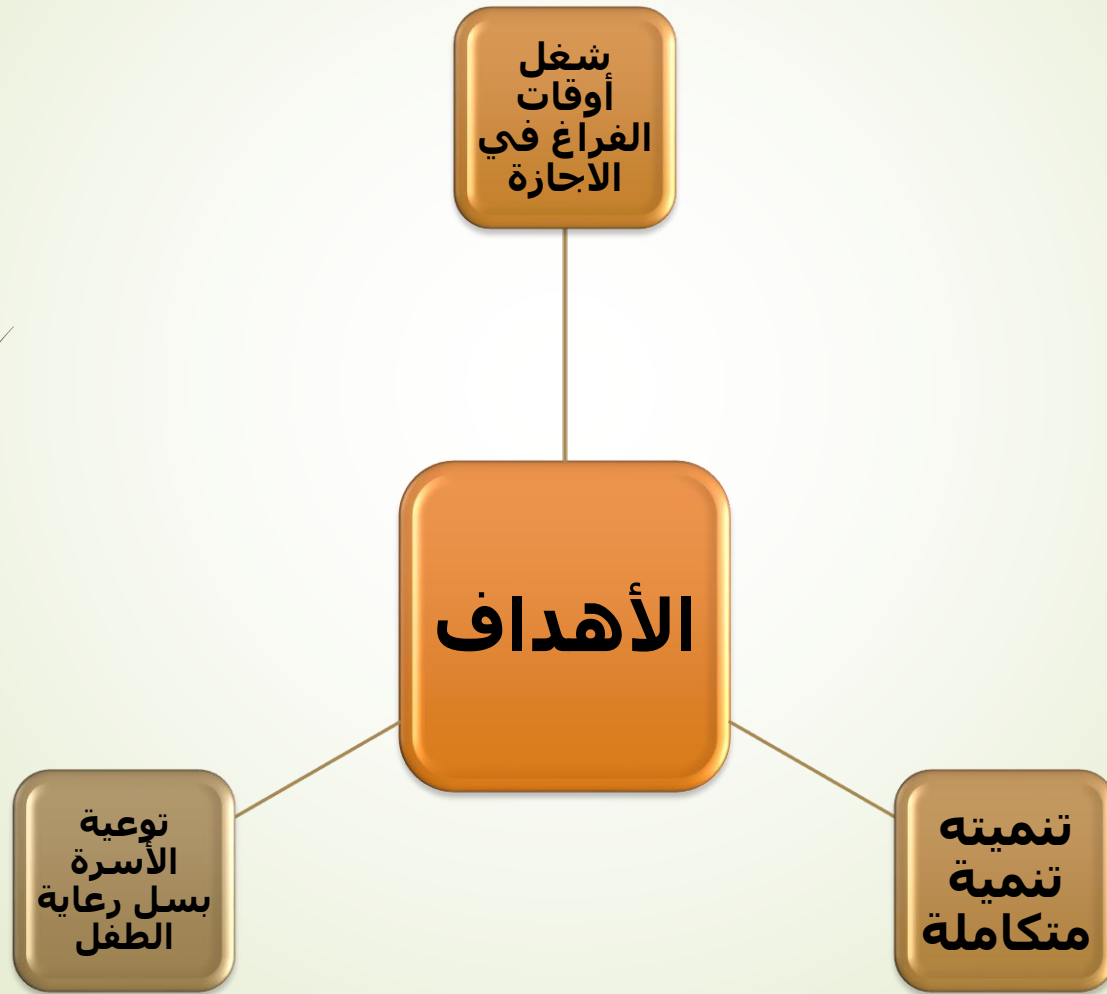 شغل
أوقات
الفراغ في
الاجازة
الأهداف
تنميته
تنمية
متكاملة
توعية
الأسرة
بسل رعاية
الطفل